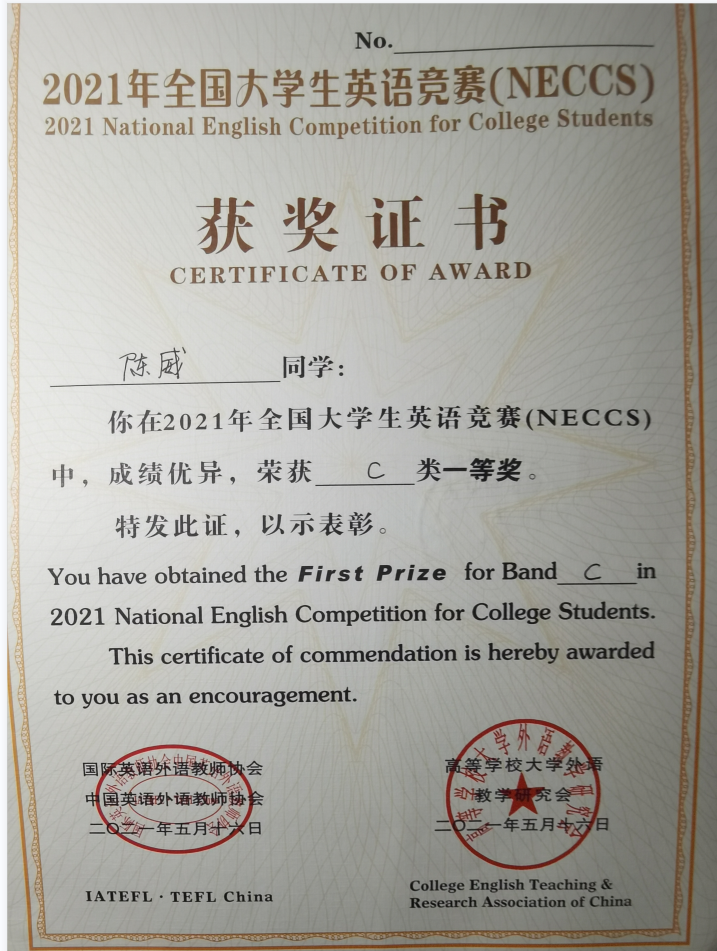 No.
2021年全国大学生英语竞赛(NECCS)
2021 National English Competition for College Students
获奖证书
CERTIFICATE OF AWARD
陈威 同学:
你在2021年全国大学生英语竞赛(NECCS)
中，成绩优异，荣获 C 类一等奖。
特发此证，以示表彰。
You have obtained the First Prize for Band C in
2021 National English Competition for College Students.
This certificate of commendation is hereby awarded
to you as an encouragement.
国际英语外语教师协会
中国英语外语教师协会
二〇二一年五月十六日
IATEFL · TEFL China
高等学校大学外语
教学研究会
二〇二一年五月十六日
College English Teaching &
Research Association of China